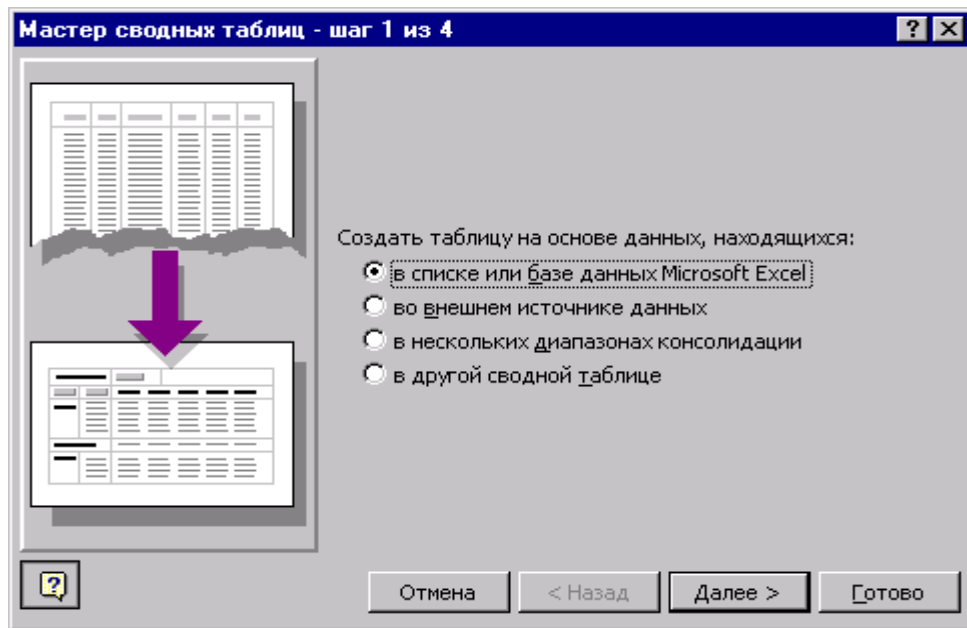 Мастер сводных таблиц - шаг 1 из 4
Создать таблицу на основе данных, находящихся:
в списке или базе данных Microsoft Excel
во внешнем источнике данных
в нескольких диапазонах консолидации
в другой сводной таблице
Отмена
< Назад
Далее >
Готово